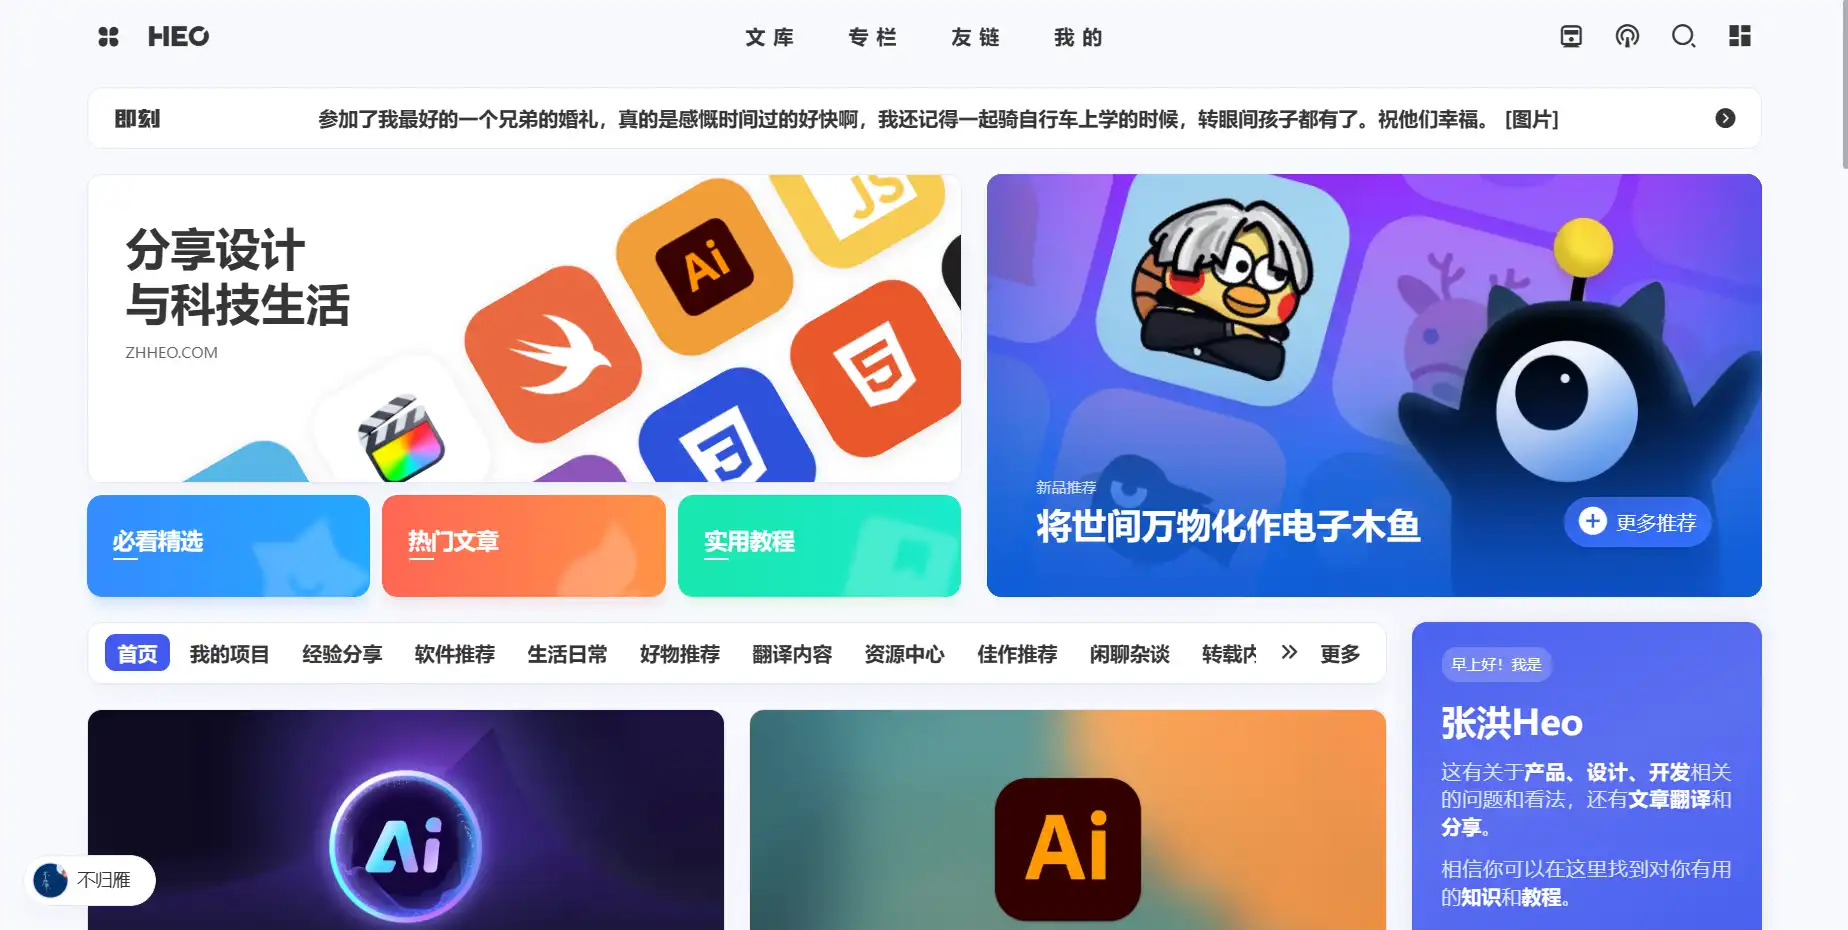 HEO
文库
专栏
友链
我的
即刻
参加了我最好的一个兄弟的婚礼，真的是感慨时间过的好快啊，我还记得一起骑自行车上学的时候，转眼间孩子都有了。祝他们幸福。 [图片]
分享设计
与科技生活
ZHHEO.COM
JS
Ai
5
3
新品推荐
将世间万物化作电子木鱼
更多推荐
必看精选
热门文章
实用教程
首页
我的项目
经验分享
软件推荐
生活日常
好物推荐
翻译内容
资源中心
佳作推荐
闲聊杂谈
转载内
更多
早上好！我是
张洪Heo
这有关于产品、设计、开发相关
的问题和看法，还有文章翻译和
分享。
相信你可以在这里找到对你有用
的知识和教程。
Ai
Ai
不归雁